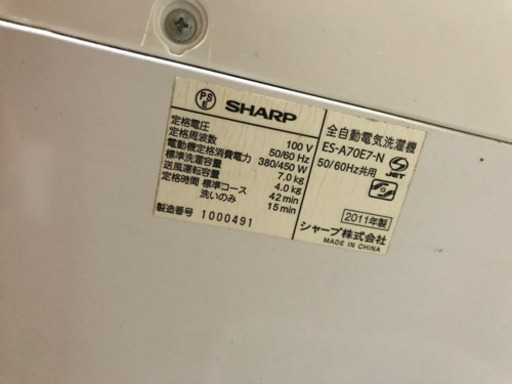 PS E
SHARP
定格電圧 100 V
定格周波数 50/60 Hz
電動機定格消費電力 380/450 W
標準洗濯容量 7.0 kg
送風運転容量 4.0 kg
定格時間 標準コース 42 min
洗いのみ 15 min
製造番号 1000491
全自動電気洗濯機
ES-A70E7-N
50/60Hz共用
JET
2011年製
シャープ株式会社
MADE IN CHINA